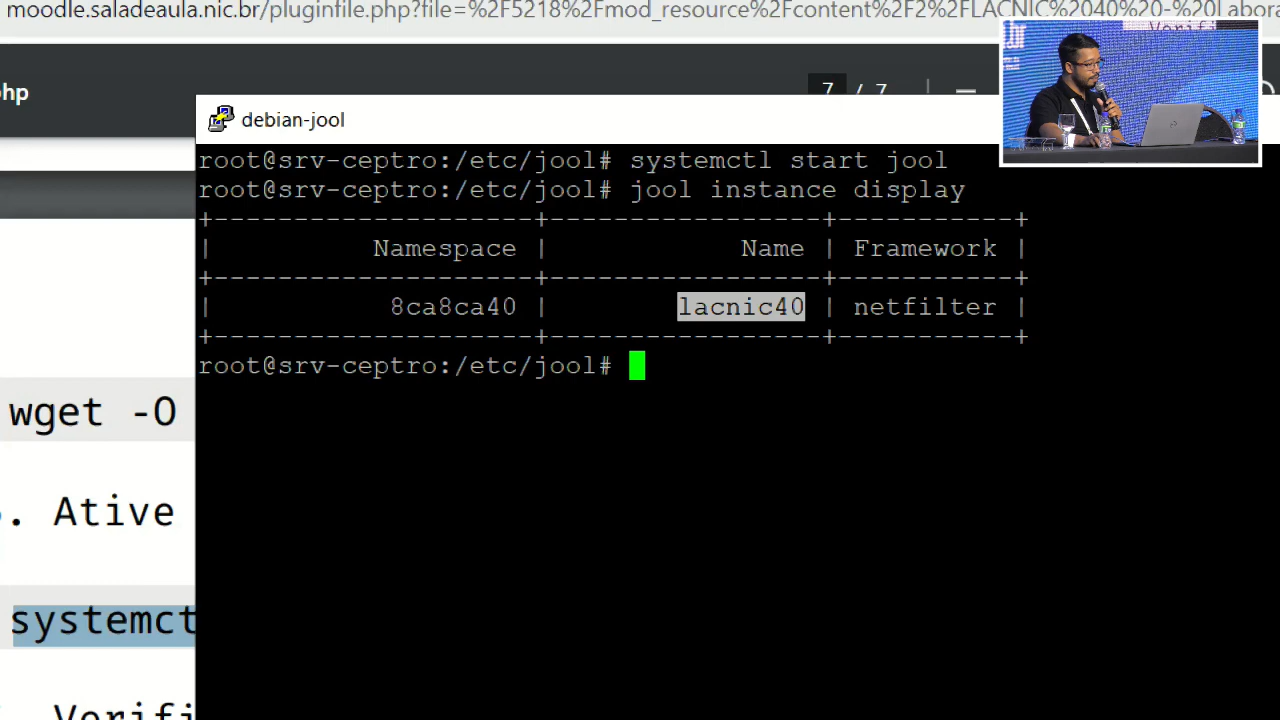 moodle.saladeaula.nic.br/pluginfile.php?file=%2F5218%2Fmod_resource%2Fcontent%2F2%2FLACNIC%2040%20-%20Labora
hp
7 / 7
debian-jool
root@srv-ceptro:/etc/jool# systemctl start jool
root@srv-ceptro:/etc/jool# jool instance display
+--------------------+-----------------+-----------+
| Namespace | Name | Framework |
+--------------------+-----------------+-----------+
| 8ca8ca40 | lacnic40 | netfilter |
+--------------------+-----------------+-----------+
root@srv-ceptro:/etc/jool#
wget -O
. Ative
systemct
. Verifi